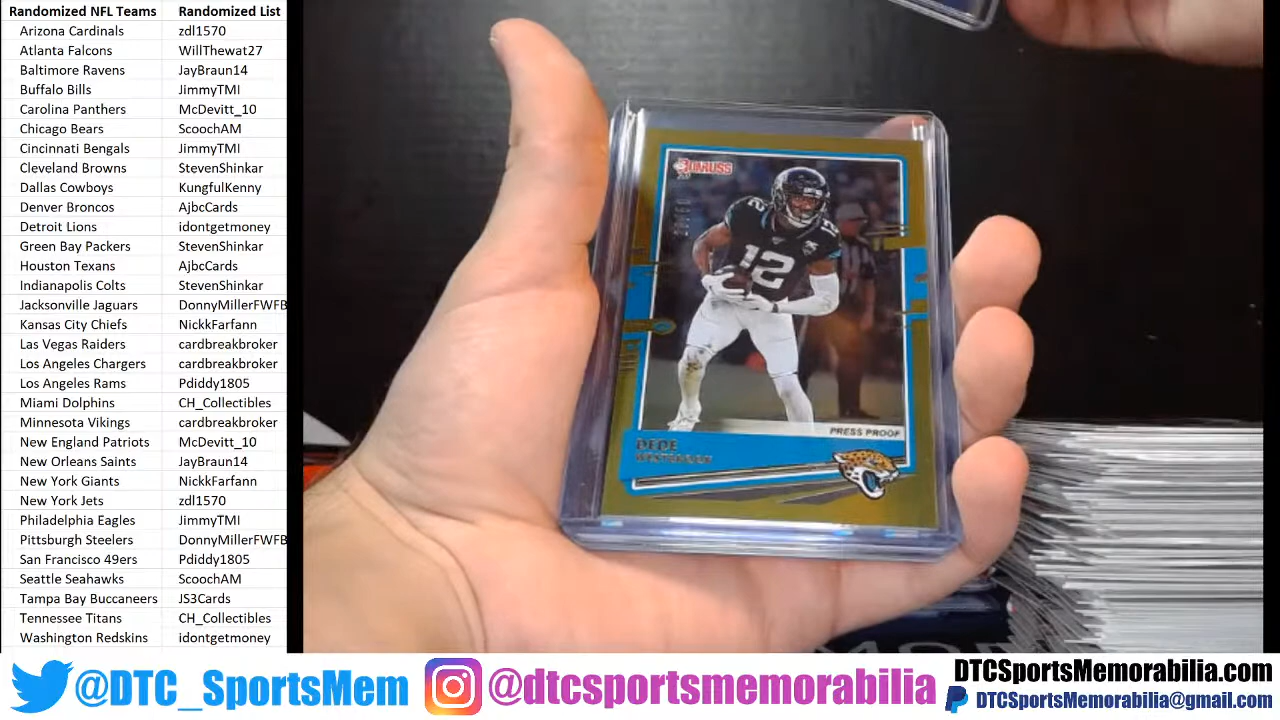 Randomized NFL Teams Randomized List
Arizona Cardinals zdl1570
Atlanta Falcons WillThewat27
Baltimore Ravens JayBraun14
Buffalo Bills JimmyTMI
Carolina Panthers McDevitt_10
Chicago Bears ScoochAM
Cincinnati Bengals JimmyTMI
Cleveland Browns StevenShinkar
Dallas Cowboys KungfulKenny
Denver Broncos AjbcCards
Detroit Lions idontgetmoney
Green Bay Packers StevenShinkar
Houston Texans AjbcCards
Indianapolis Colts StevenShinkar
Jacksonville Jaguars DonnyMillerFWFB
Kansas City Chiefs NickkFarfann
Las Vegas Raiders cardbreakbroker
Los Angeles Chargers cardbreakbroker
Los Angeles Rams Pdiddy1805
Miami Dolphins CH_Collectibles
Minnesota Vikings cardbreakbroker
New England Patriots McDevitt_10
New Orleans Saints JayBraun14
New York Giants NickkFarfann
New York Jets zdl1570
Philadelphia Eagles JimmyTMI
Pittsburgh Steelers DonnyMillerFWFB
San Francisco 49ers Pdiddy1805
Seattle Seahawks ScoochAM
Tampa Bay Buccaneers JS3Cards
Tennessee Titans CH_Collectibles
Washington Redskins idontgetmoney
DONRUSS
12
12
PRESS PROOF
DEDE
WESTBROOK
@DTC_SportsMem
@dtcsportsmemorabilia
DTCSportsMemorabilia.com
DTCSportsMemorabilia@gmail.com